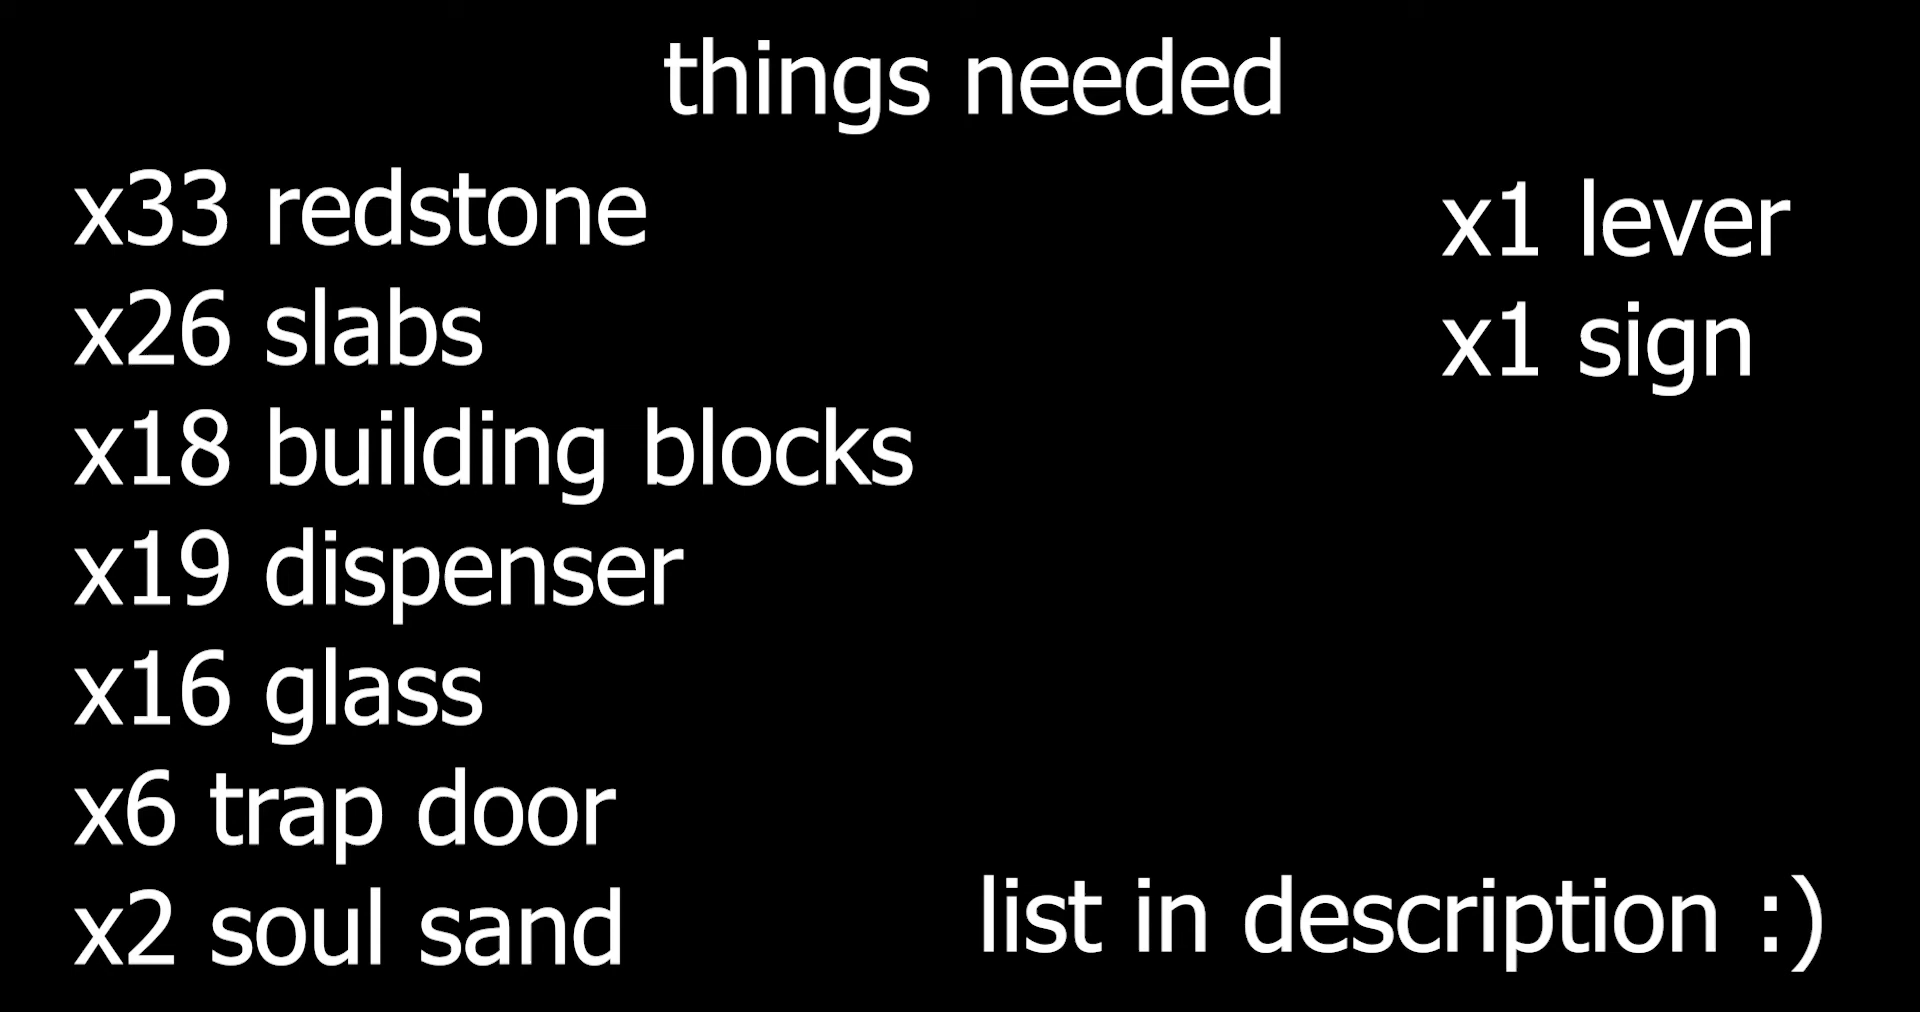 things needed
x33 redstone
x26 slabs
x18 building blocks
x19 dispenser
x16 glass
x6 trap door
x2 soul sand
x1 lever
x1 sign
list in description :)